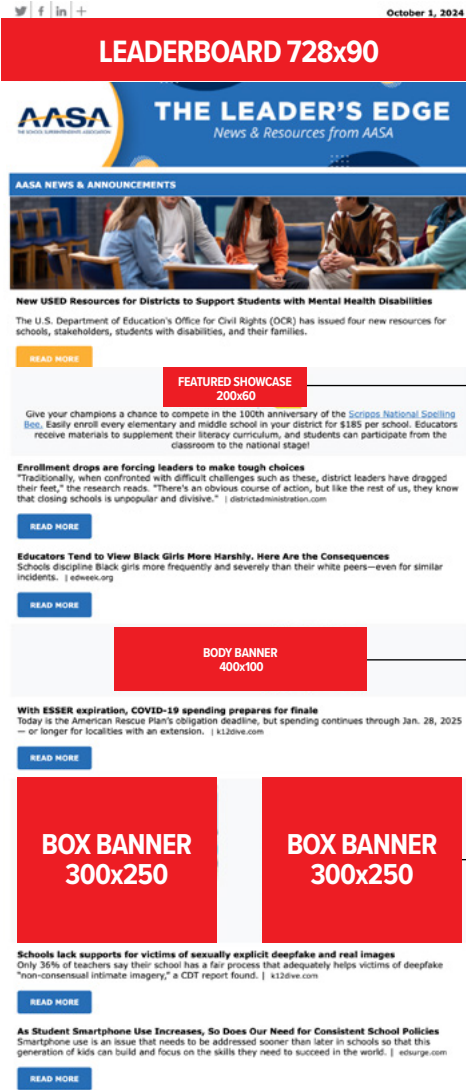 October 1, 2024
LEADERBOARD 728x90
AASA
THE SCHOOL SUPERINTENDENTS ASSOCIATION
THE LEADER'S EDGE
News & Resources from AASA
AASA NEWS & ANNOUNCEMENTS
New USED Resources for Districts to Support Students with Mental Health Disabilities
The U.S. Department of Education's Office for Civil Rights (OCR) has issued four new resources for
schools, stakeholders, students with disabilities, and their families.
READ MORE
FEATURED SHOWCASE
200x60
Give your champions a chance to compete in the 100th anniversary of the Scripps National Spelling
Bee. Easily enroll every elementary and middle school in your district for $185 per school. Educators
receive materials to supplement their literacy curriculum, and students can participate from the
classroom to the national stage!
Enrollment drops are forcing leaders to make tough choices
"Traditionally, when confronted with difficult challenges such as these, district leaders have dragged
their feet," the research reads. "There's an obvious course of action, but like the rest of us, they know
that closing schools is unpopular and divisive." | districtadministration.com
READ MORE
Educators Tend to View Black Girls More Harshly. Here Are the Consequences
Schools discipline Black girls more frequently and severely than their white peers—even for similar
incidents. | edweek.org
READ MORE
BODY BANNER
400x100
With ESSER expiration, COVID-19 spending prepares for finale
Today is the American Rescue Plan's obligation deadline, but spending continues through Jan. 28, 2025
— or longer for localities with an extension. | k12dive.com
READ MORE
BOX BANNER
300x250
BOX BANNER
300x250
Schools lack supports for victims of sexually explicit deepfake and real images
Only 36% of teachers say their school has a fair process that adequately helps victims of deepfake
"non-consensual intimate imagery," a CDT report found. | k12dive.com
READ MORE
As Student Smartphone Use Increases, So Does Our Need for Consistent School Policies
Smartphone use is an issue that needs to be addressed sooner than later in schools so that this
generation of kids can build and focus on the skills they need to succeed in the world. | edsurge.com
READ MORE